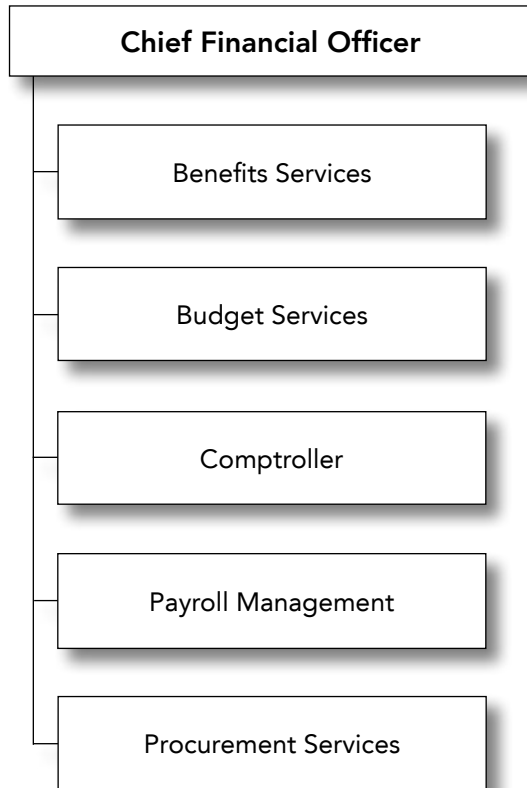 Chief Financial Officer
Benefits Services
Budget Services
Comptroller
Payroll Management
Procurement Services